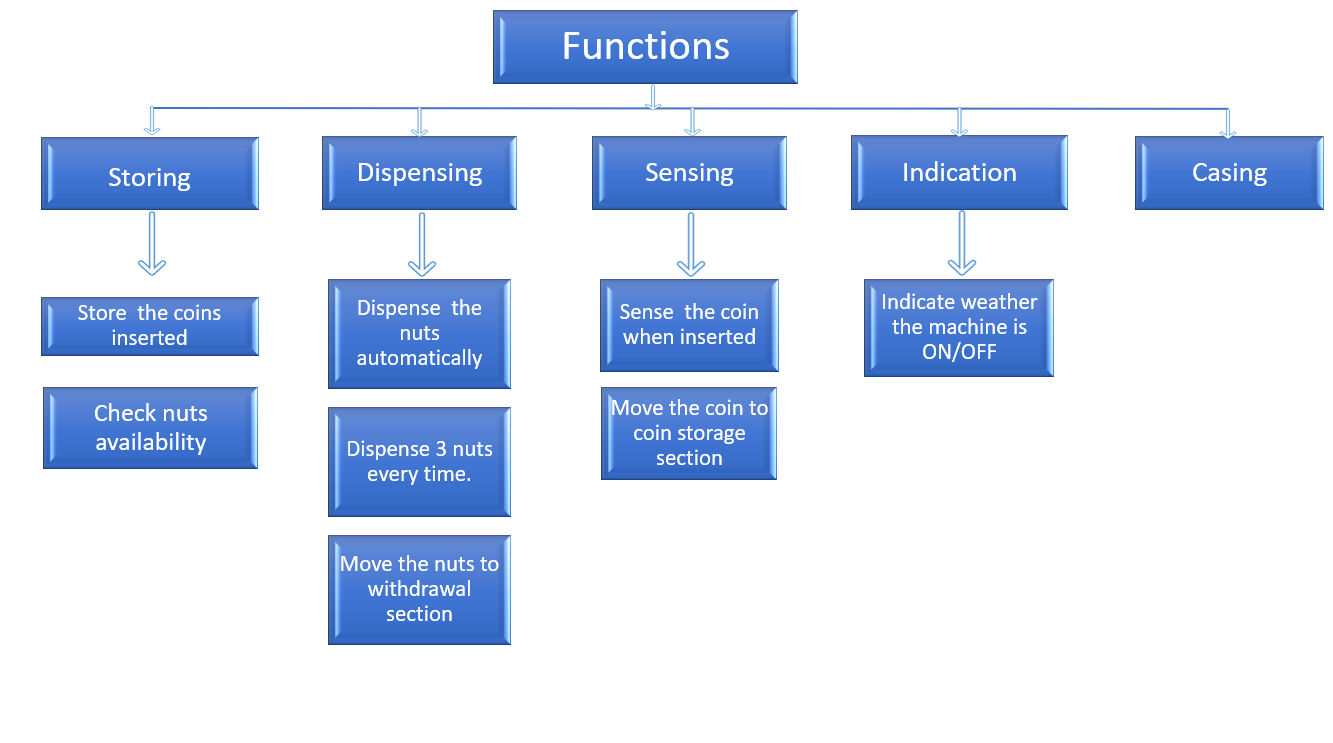 Functions
Storing
Dispensing
Sensing
Indication
Casing
Store  the coins
inserted
Check nuts
availability
Dispense  the
nuts
automatically
Dispense 3 nuts
every time.
Move the nuts to
withdrawal
section
Sense  the coin
when inserted
Move the coin to
coin storage
section
Indicate weather
the machine is
ON/OFF